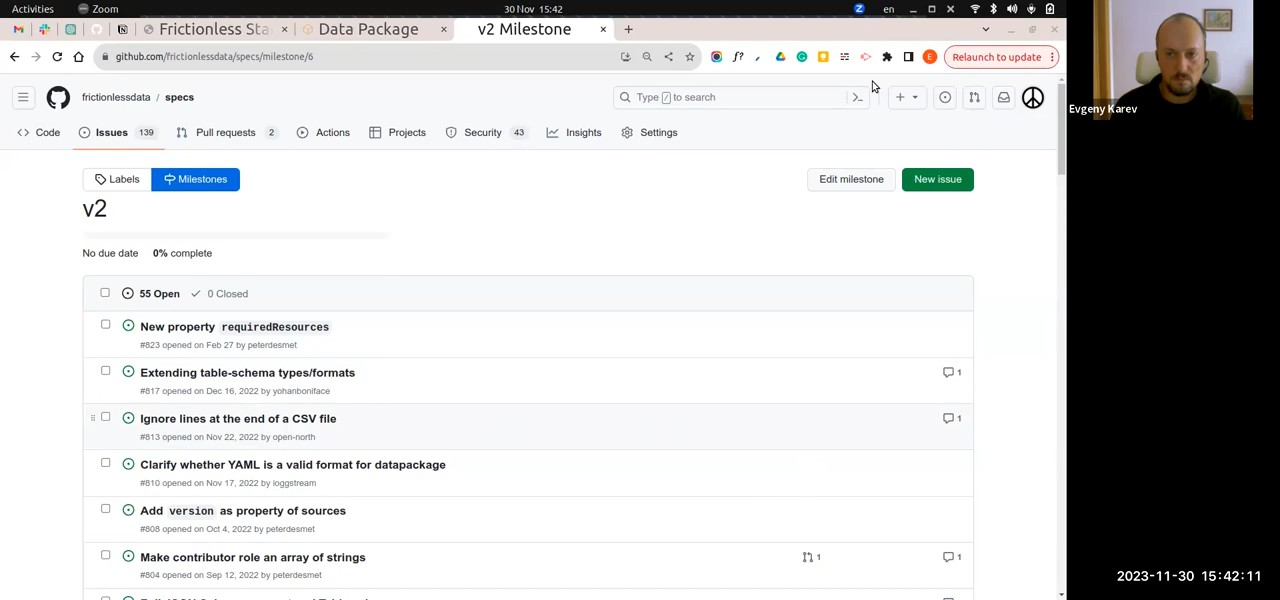 Activities
Zoom
30 Nov 15:42
Z
en
Frictionless Sta
×
Data Package
×
v2 Milestone
×
+
github.com/frictionlessdata/specs/milestone/6
f?
E
Relaunch to update
frictionlessdata / specs
Type / to search
Evgeny Karev
Code
Issues 139
Pull requests 2
Actions
Projects
Security 43
Insights
Settings
Labels
Milestones
Edit milestone
New issue
v2
No due date 0% complete
55 Open 0 Closed
New property requiredResources
#823 opened on Feb 27 by peterdesmet
Extending table-schema types/formats
1
#817 opened on Dec 16, 2022 by yohanboniface
Ignore lines at the end of a CSV file
1
#813 opened on Nov 22, 2022 by open-north
Clarify whether YAML is a valid format for datapackage
#810 opened on Nov 17, 2022 by ioggstream
Add version as property of sources
#808 opened on Oct 4, 2022 by peterdesmet
Make contributor role an array of strings
1
1
#804 opened on Sep 12, 2022 by peterdesmet
2023-11-30 15:42:11